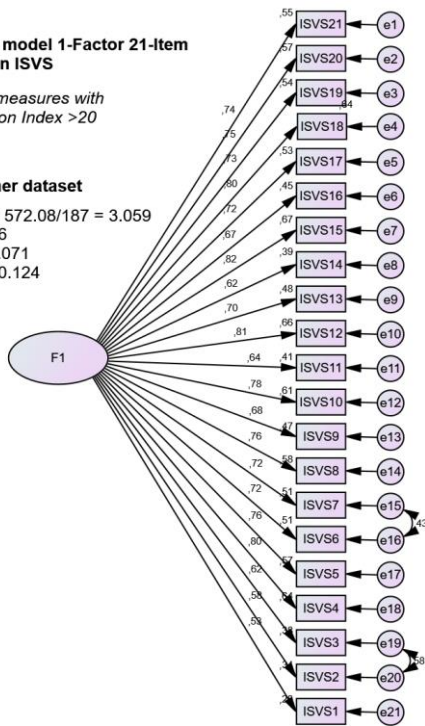 model 1-Factor 21-Item
n ISVS
measures with
on Index >20
er dataset
572.08/187 = 3.059
6
071
0.124
F1
,55
ISVS21
e1
,57
ISVS20
e2
,54
ISVS19
e3
,64
ISVS18
e4
,53
ISVS17
e5
,45
ISVS16
e6
,67
ISVS15
e7
,39
ISVS14
e8
,48
ISVS13
e9
,66
ISVS12
e10
,41
ISVS11
e11
,61
ISVS10
e12
,47
ISVS9
e13
,58
ISVS8
e14
,51
ISVS7
e15
,51
ISVS6
e16
,43
,57
ISVS5
e17
ISVS4
e18
ISVS3
e19
ISVS2
e20
,58
ISVS1
e21
,74
,75
,73
,80
,72
,67
,82
,62
,70
,81
,64
,78
,68
,76
,72
,72
,76
,80
,62
,58
,53